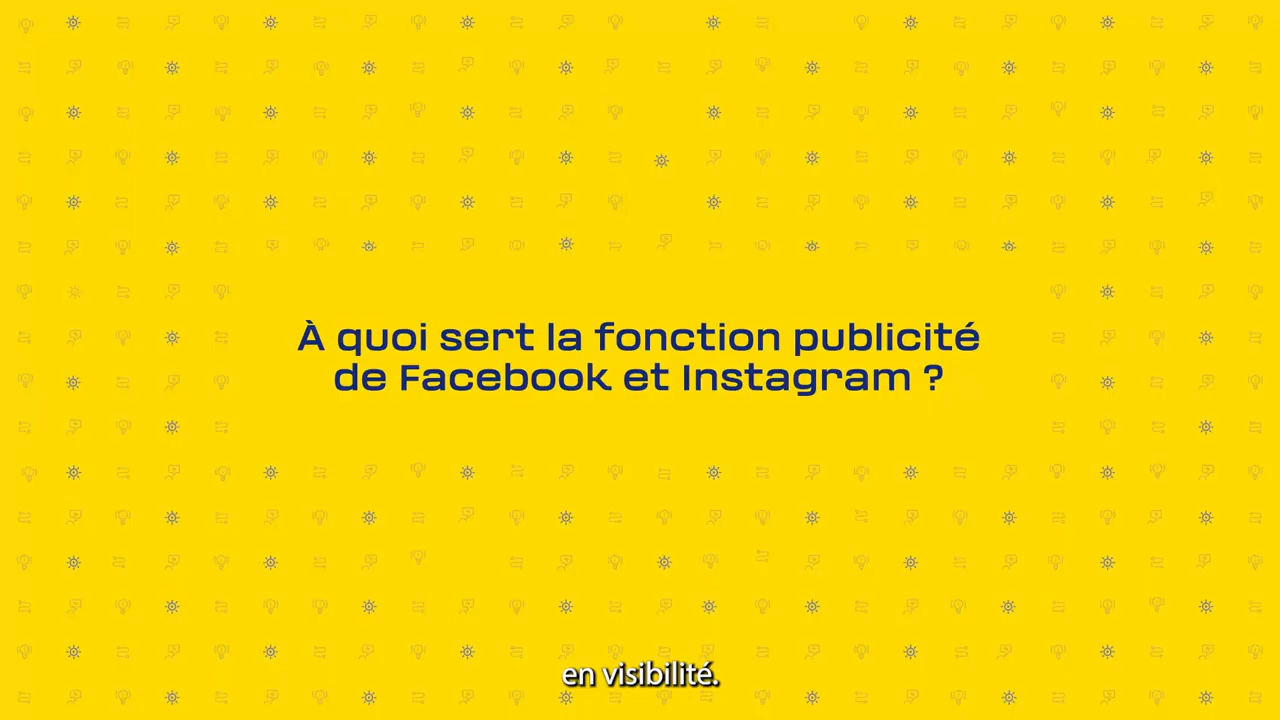 À quoi sert la fonction publicité
de Facebook et Instagram ?
en visibilité.